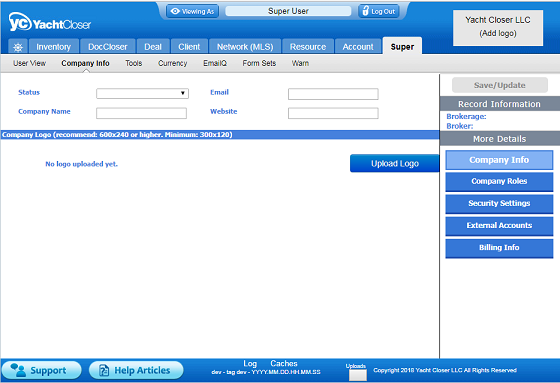 YC YachtCloser
Viewing As
Super User
Log Out
Yacht Closer LLC
(Add logo)
Inventory DocCloser Deal Client Network (MLS) Resource Account Super
User View Company Info Tools Currency EmailQ Form Sets Warn
Status Email
Company Name Website
Company Logo (recommend: 600x240 or higher. Minimum: 300x120)
No logo uploaded yet.
Upload Logo
Save/Update
Record Information
Brokerage:
Broker:
More Details
Company Info
Company Roles
Security Settings
External Accounts
Billing Info
Support
Help Articles
Log Caches
dev - tag dev - YYYY.MM.DD.HH.MM.SS
Uploads
Copyright 2018 Yacht Closer LLC All Rights Reserved